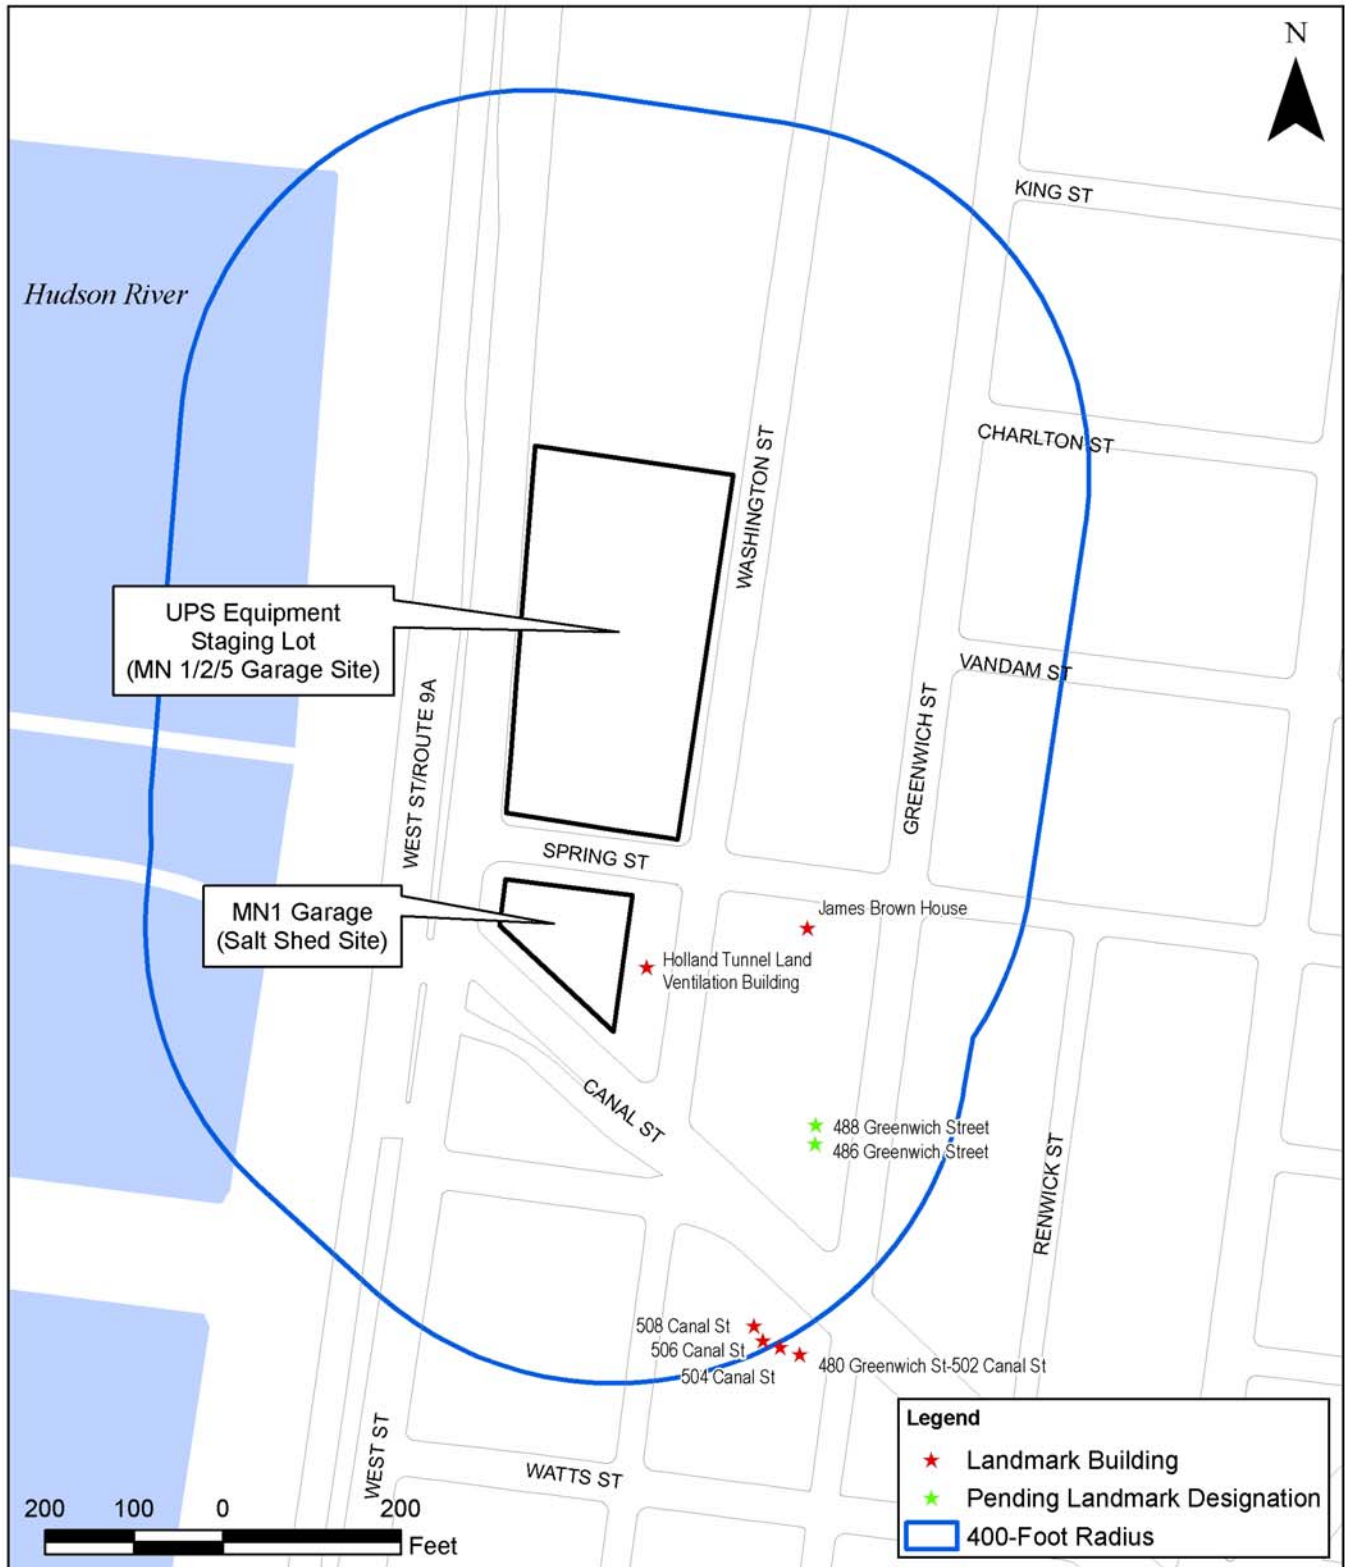 N
KING ST
Hudson River
CHARLTON ST
WASHINGTON ST
UPS Equipment
Staging Lot
(MN 1/2/5 Garage Site)
VANDAM ST
WEST ST/ROUTE 9A
GREENWICH ST
SPRING ST
MN1 Garage
(Salt Shed Site)
James Brown House
Holland Tunnel Land
Ventilation Building
CANAL ST
488 Greenwich Street
486 Greenwich Street
RENWICK ST
508 Canal St
506 Canal St
504 Canal St
480 Greenwich St-502 Canal St
WEST ST
WATTS ST
Legend
Landmark Building
Pending Landmark Designation
400-Foot Radius
200 100 0 200
Feet